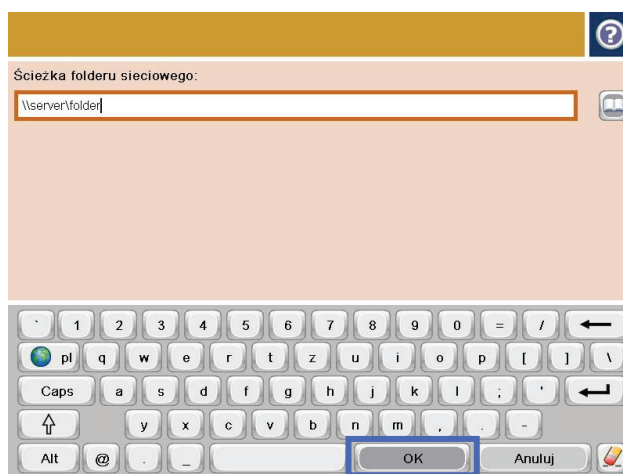 ?
Ścieżka folderu sieciowego:
\\server\folder
` 1 2 3 4 5 6 7 8 9 0 = /
pl q w e r t z u i o p [ ] \
Caps a s d f g h j k l ; '
y x c v b n m , . -
Alt @ . _ OK Anuluj